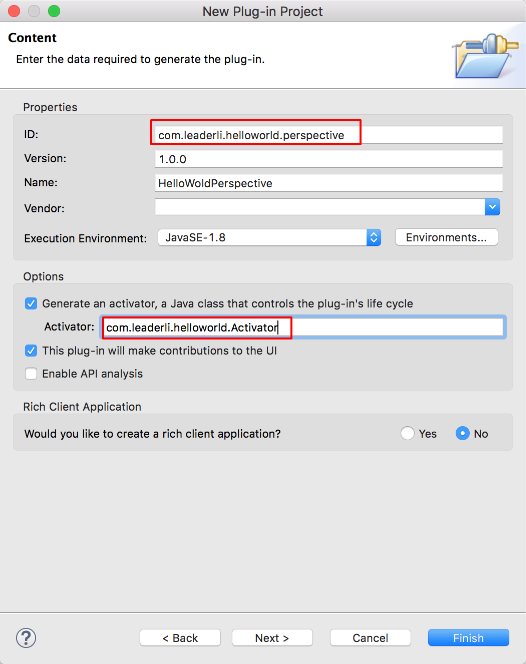 New Plug-in Project
Content
Enter the data required to generate the plug-in.
Properties
ID: com.leaderli.helloworld.perspective
Version: 1.0.0
Name: HelloWoldPerspective
Vendor:
Execution Environment: JavaSE-1.8 Environments...
Options
Generate an activator, a Java class that controls the plug-in's life cycle
Activator: com.leaderli.helloworld.Activator
This plug-in will make contributions to the UI
Enable API analysis
Rich Client Application
Would you like to create a rich client application? Yes No
? < Back Next > Cancel Finish